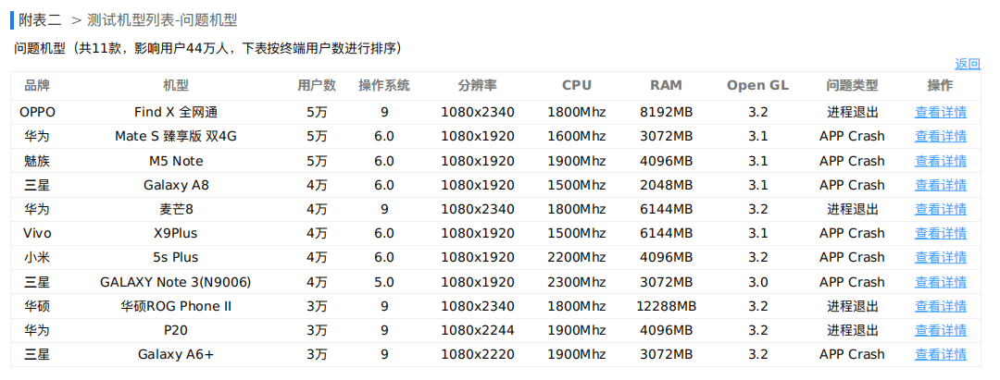 附表二 > 测试机型列表-问题机型
问题机型（共11款，影响用户44万人，下表按终端用户数进行排序）
返回
品牌 机型 用户数 操作系统 分辨率 CPU RAM Open GL 问题类型 操作
OPPO Find X 全网通 5万 9 1080x2340 1800Mhz 8192MB 3.2 进程退出 查看详情
华为 Mate S 臻享版 双4G 5万 6.0 1080x1920 1600Mhz 3072MB 3.1 APP Crash 查看详情
魅族 M5 Note 5万 6.0 1080x1920 1900Mhz 4096MB 3.1 APP Crash 查看详情
三星 Galaxy A8 4万 6.0 1080x1920 1500Mhz 2048MB 3.1 APP Crash 查看详情
华为 麦芒8 4万 9 1080x2340 1800Mhz 6144MB 3.2 进程退出 查看详情
Vivo X9Plus 4万 6.0 1080x1920 1500Mhz 6144MB 3.1 APP Crash 查看详情
小米 5s Plus 4万 6.0 1080x1920 2200Mhz 4096MB 3.2 APP Crash 查看详情
三星 GALAXY Note 3(N9006) 4万 5.0 1080x1920 2300Mhz 3072MB 3.0 APP Crash 查看详情
华硕 华硕ROG Phone II 3万 9 1080x2340 1800Mhz 12288MB 3.2 进程退出 查看详情
华为 P20 3万 9 1080x2244 1900Mhz 4096MB 3.2 进程退出 查看详情
三星 Galaxy A6+ 3万 9 1080x2220 1900Mhz 3072MB 3.2 APP Crash 查看详情